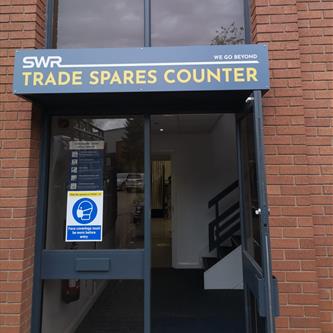 SWR
WE GO BEYOND
TRADE SPARES COUNTER
Face coverings must
be worn before
entry